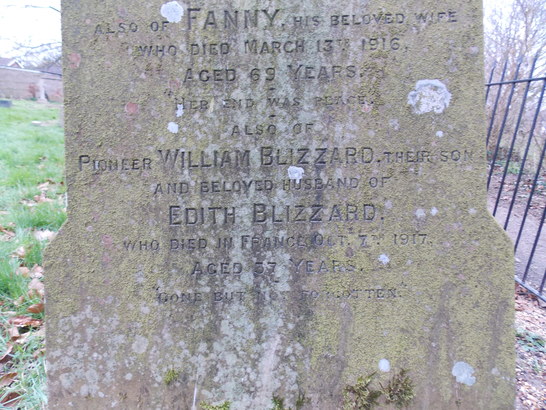 ALSO OF FANNY, HIS BELOVED WIFE
WHO DIED MARCH 13TH 1916,
AGED 69 YEARS.
"HER END WAS PEACE."
ALSO OF
PIONEER WILLIAM BLIZZARD, THEIR SON
AND BELOVED HUSBAND OF
EDITH BLIZZARD.
WHO DIED IN FRANCE OCT. 7TH 1917.
AGED 37 YEARS.
"GONE BUT NOT FORGOTTEN."